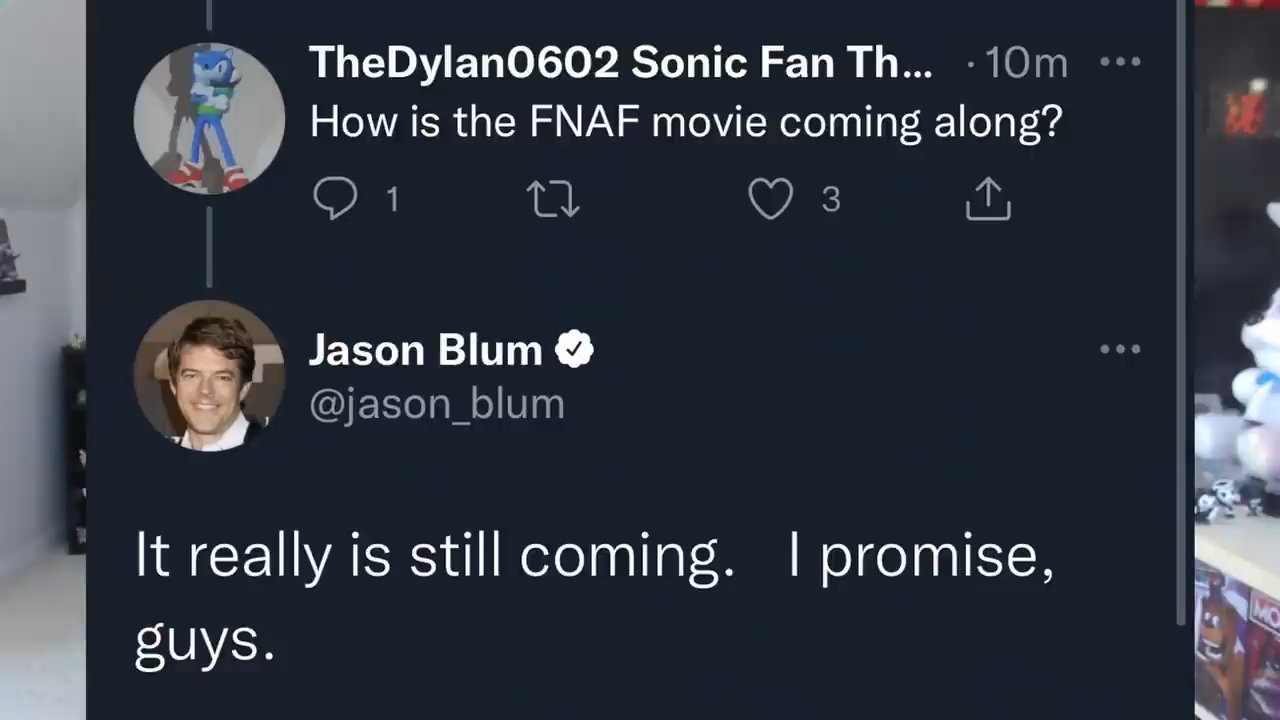 TheDylan0602 Sonic Fan Th... · 10m
How is the FNAF movie coming along?
1 3
Jason Blum
@jason_blum
It really is still coming. I promise,
guys.
MO